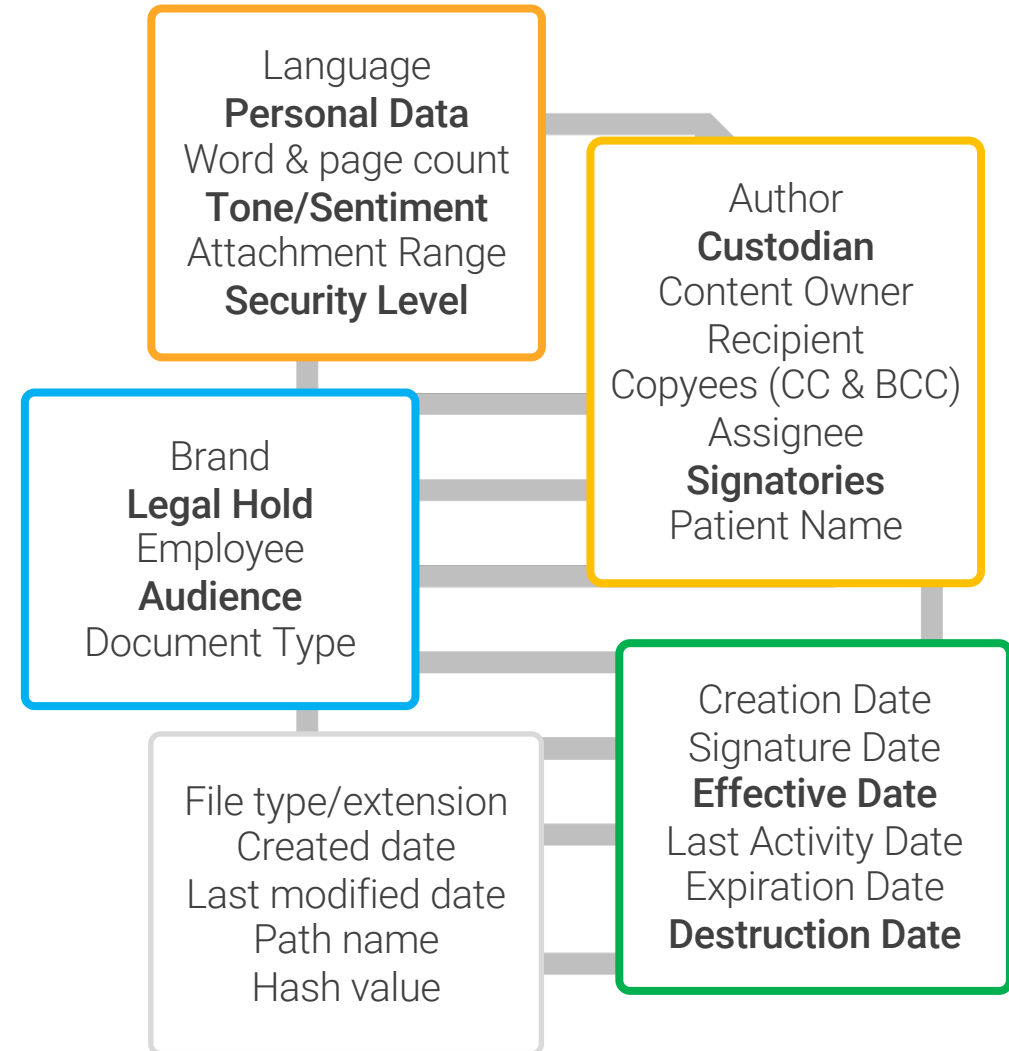 Language
Personal Data
Word & page count
Tone/Sentiment
Attachment Range
Security Level
Author
Custodian
Content Owner
Recipient
Copyees (CC & BCC)
Assignee
Signatories
Patient Name
Brand
Legal Hold
Employee
Audience
Document Type
Creation Date
Signature Date
Effective Date
Last Activity Date
Expiration Date
Destruction Date
File type/extension
Created date
Last modified date
Path name
Hash value